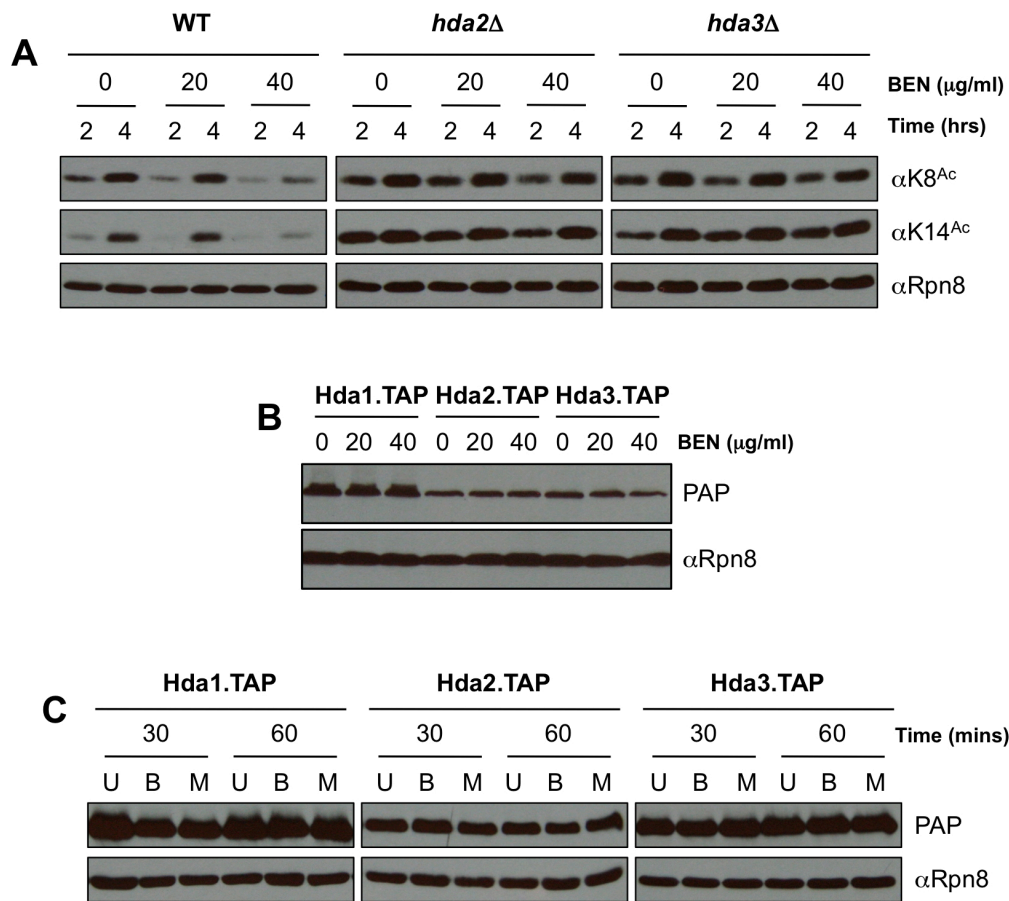 A
WT hda2Δ hda3Δ
0 20 40 0 20 40 0 20 40 BEN (μg/ml)
2 4 2 4 2 4 2 4 2 4 2 4 2 4 2 4 2 4 Time (hrs)
αK8Ac
αK14Ac
αRpn8
B
Hda1.TAP Hda2.TAP Hda3.TAP
0 20 40 0 20 40 0 20 40 BEN (μg/ml)
PAP
αRpn8
C
Hda1.TAP Hda2.TAP Hda3.TAP
30 60 30 60 30 60 Time (mins)
U B M U B M U B M U B M U B M U B M
PAP
αRpn8